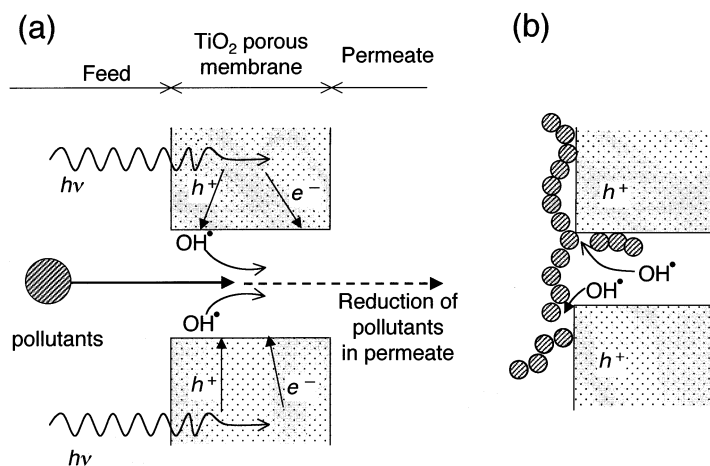 (a)
TiO2 porous
membrane
Feed
Permeate
hν
h+
e−
OH•
pollutants
OH•
Reduction of
pollutants
in permeate
h+
e−
hν
(b)
h+
OH•
OH•
h+